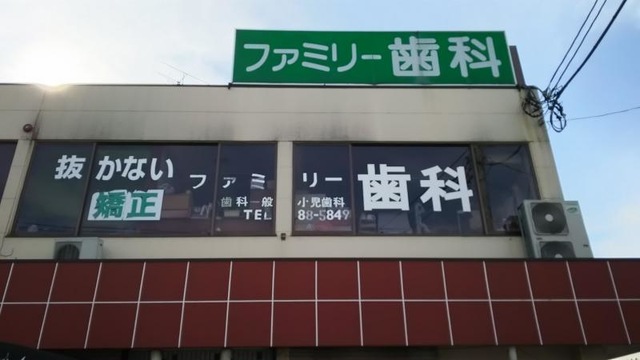 ファミリー歯科
抜かない ファミリー歯科
矯正
歯科一般 小児歯科
TEL 88-5849